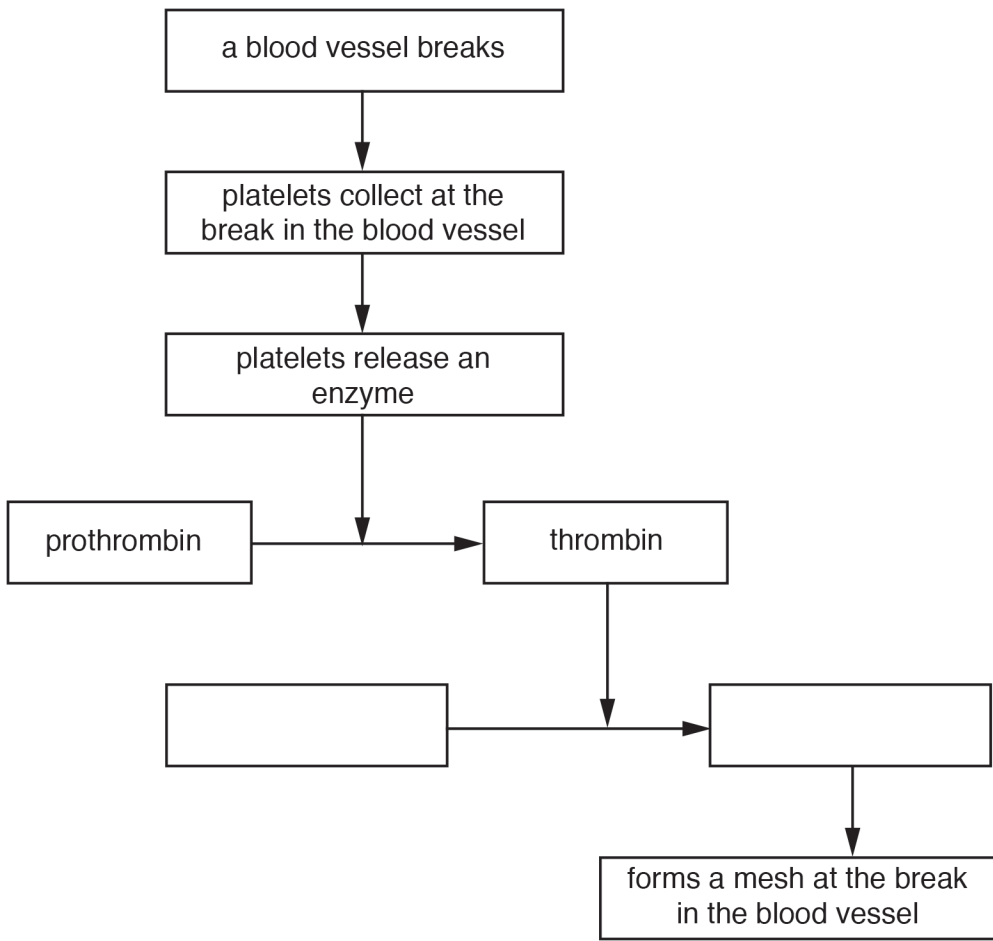 a blood vessel breaks
platelets collect at the
break in the blood vessel
platelets release an
enzyme
prothrombin
thrombin
forms a mesh at the break
in the blood vessel